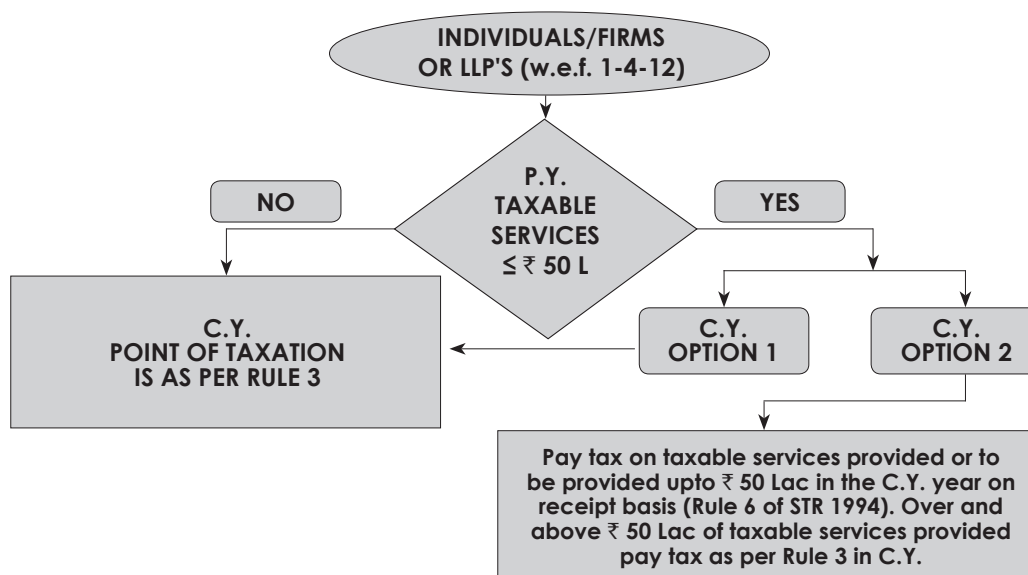 INDIVIDUALS/FIRMS
OR LLP'S (w.e.f. 1-4-12)
P.Y.
TAXABLE
SERVICES
≤ ₹ 50 L
NO
YES
C.Y.
POINT OF TAXATION
IS AS PER RULE 3
C.Y.
OPTION 1
C.Y.
OPTION 2
Pay tax on taxable services provided or to
be provided upto ₹ 50 Lac in the C.Y. year on
receipt basis (Rule 6 of STR 1994). Over and
above ₹ 50 Lac of taxable services provided
pay tax as per Rule 3 in C.Y.